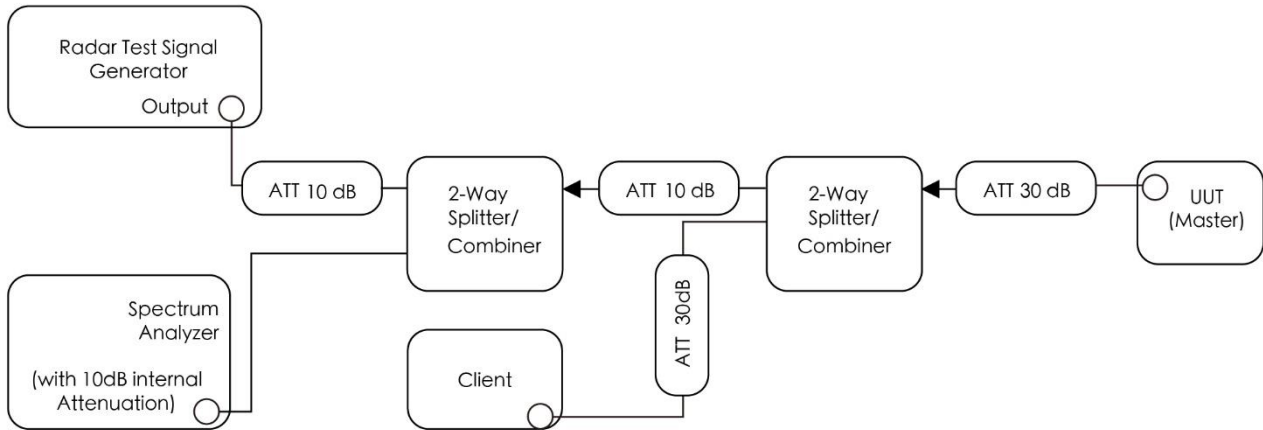 Radar Test Signal
Generator
Output
ATT 10 dB
2-Way
Splitter/
Combiner
ATT 10 dB
2-Way
Splitter/
Combiner
ATT 30 dB
UUT
(Master)
Spectrum
Analyzer
(with 10dB internal
Attenuation)
Client
ATT 30dB